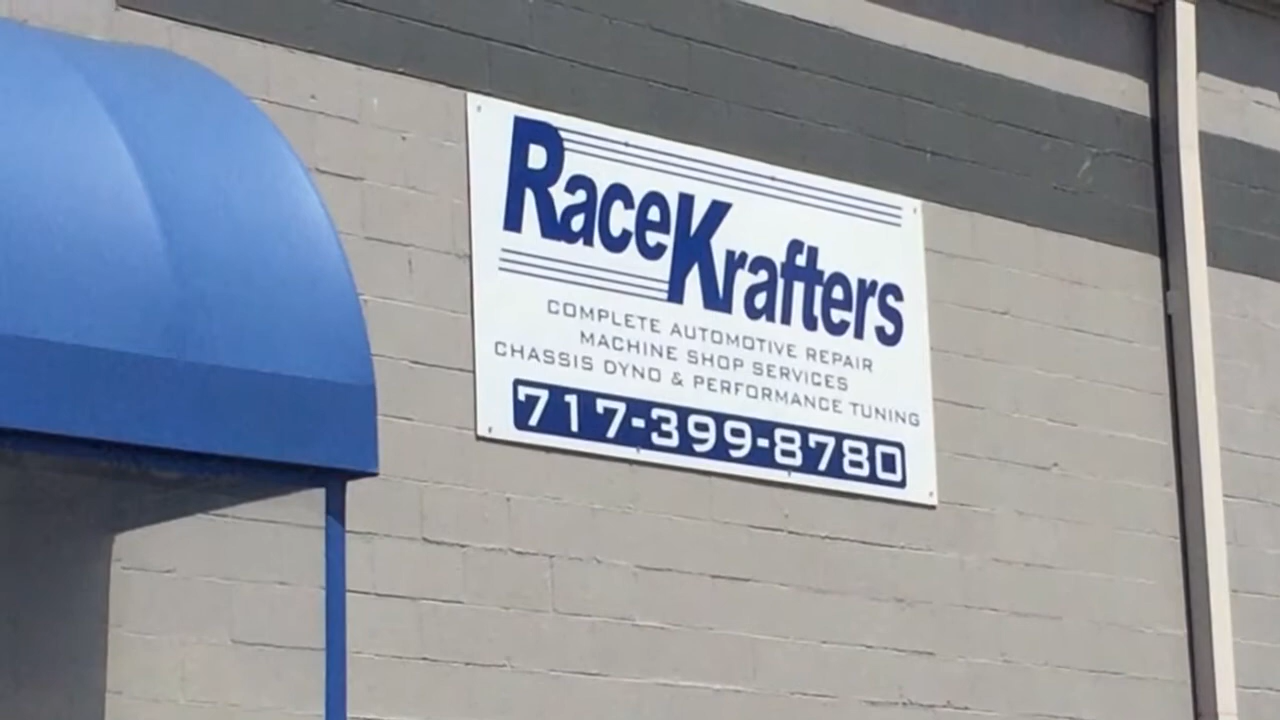 RaceKrafters
COMPLETE AUTOMOTIVE REPAIR
MACHINE SHOP SERVICES
CHASSIS DYNO & PERFORMANCE TUNING
717-399-8780